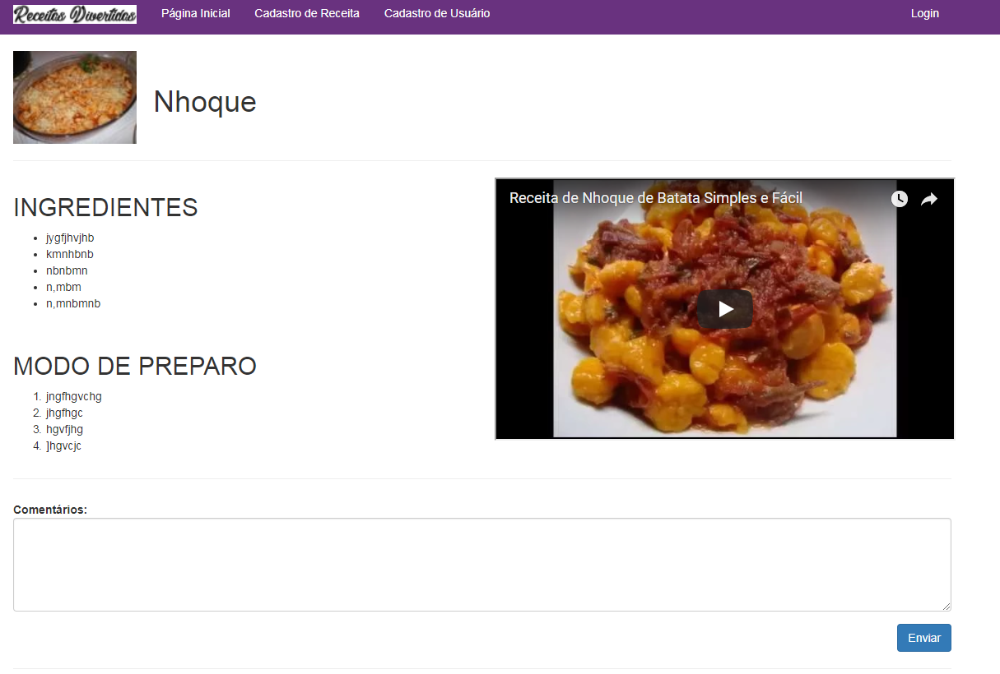 Receitas Divertidas Página Inicial Cadastro de Receita Cadastro de Usuário Login
Nhoque
INGREDIENTES
jygfjhvjhb
kmnhbnb
nbnbmn
n,mbm
n,mnbmnb
MODO DE PREPARO
1. jngfhgvchg
2. jhgfhgc
3. hgvfjhg
4. ]hgvcjc
Receita de Nhoque de Batata Simples e Fácil
Comentários:
Enviar